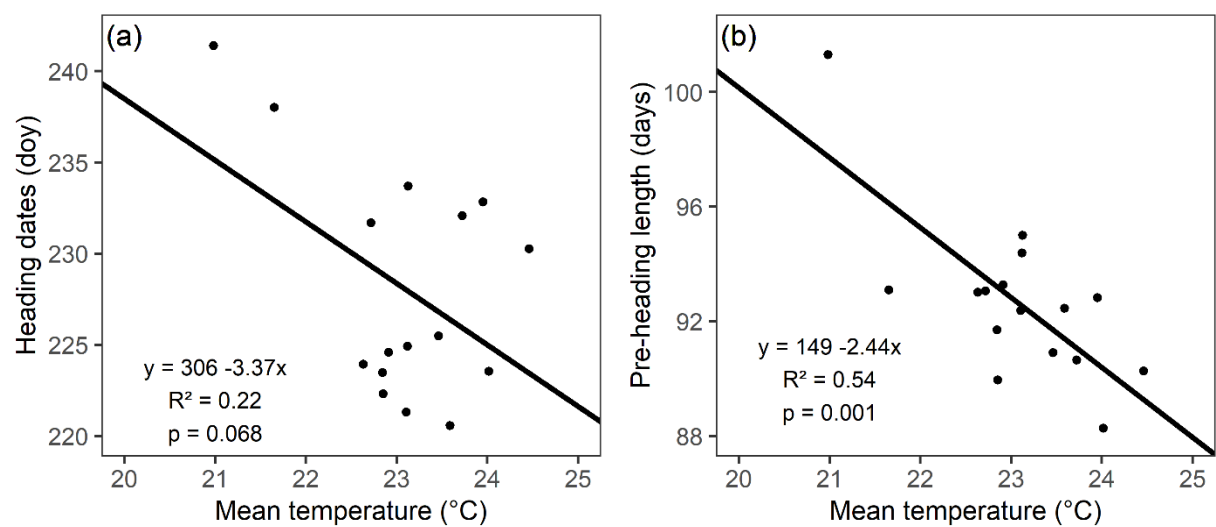 (a)
Heading dates (doy)
240
235
230
225
220
y = 306 -3.37x
R² = 0.22
p = 0.068
20 21 22 23 24 25
Mean temperature (°C)
(b)
Pre-heading length (days)
100
96
92
88
y = 149 -2.44x
R² = 0.54
p = 0.001
20 21 22 23 24 25
Mean temperature (°C)